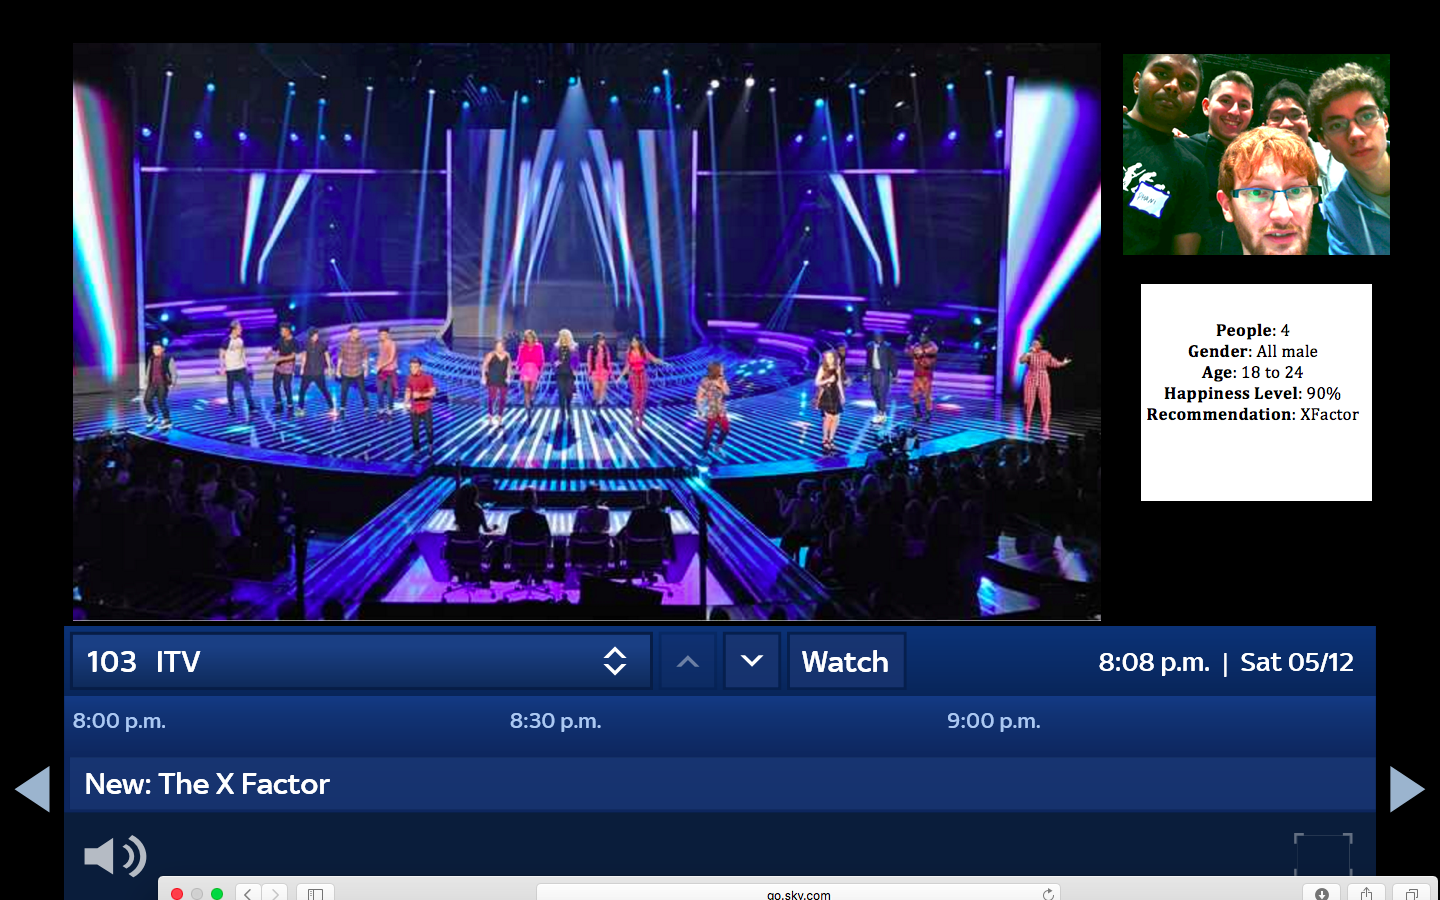 People: 4
Gender: All male
Age: 18 to 24
Happiness Level: 90%
Recommendation: XFactor
103 ITV
Watch
8:08 p.m. | Sat 05/12
8:00 p.m.
8:30 p.m.
9:00 p.m.
New: The X Factor
go.sky.com